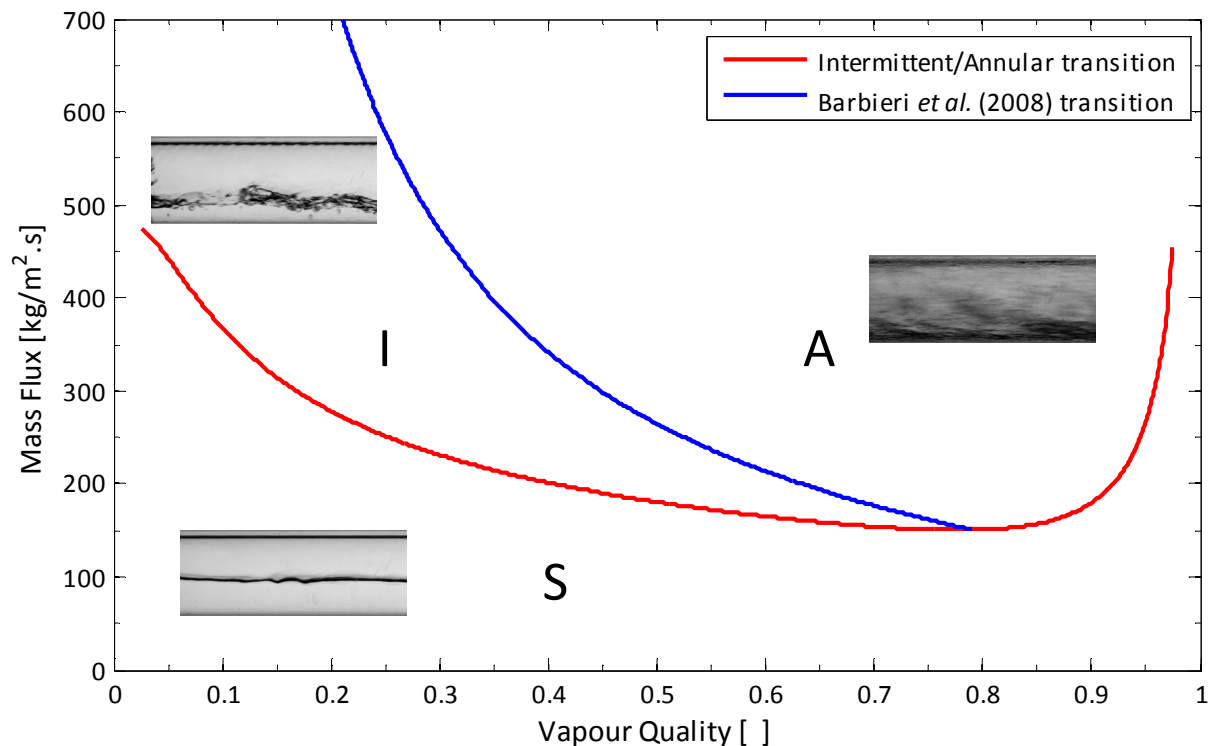 700
600
500
400
300
200
100
0
Mass Flux [kg/m².s]
Intermittent/Annular transition
Barbieri et al. (2008) transition
I
A
S
0 0.1 0.2 0.3 0.4 0.5 0.6 0.7 0.8 0.9 1
Vapour Quality [ ]